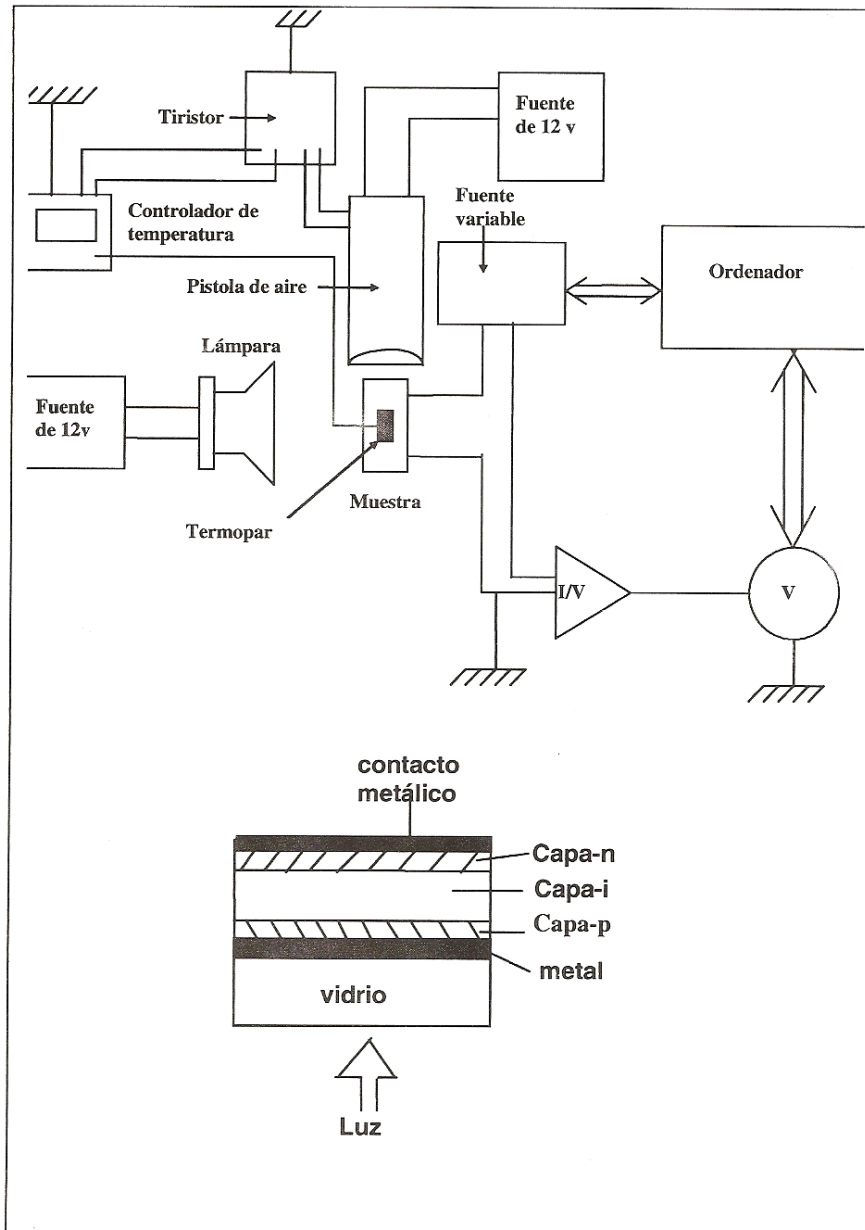 Tiristor
Fuente
de 12 v
Fuente
variable
Controlador de
temperatura
Pistola de aire
Ordenador
Lámpara
Fuente
de 12v
Muestra
Termopar
I/V
V
contacto
metálico
Capa-n
Capa-i
Capa-p
metal
vidrio
Luz